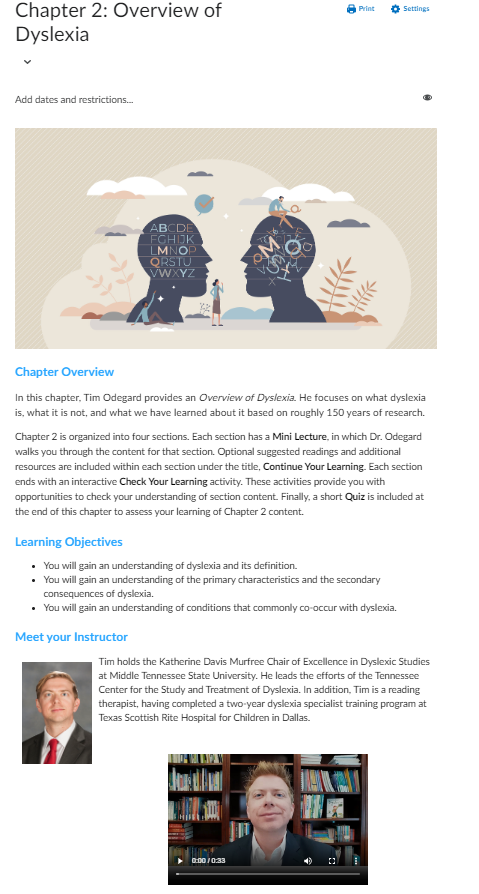 Chapter 2: Overview of
Dyslexia
Print
Settings
Add dates and restrictions...
ABCDE
FGHIJK
LMNOP
QRSTU
VWXYZ
Chapter Overview
In this chapter, Tim Odegard provides an Overview of Dyslexia. He focuses on what dyslexia
is, what it is not, and what we have learned about it based on roughly 150 years of research.
Chapter 2 is organized into four sections. Each section has a Mini Lecture, in which Dr. Odegard
walks you through the content for that section. Optional suggested readings and additional
resources are included within each section under the title, Continue Your Learning. Each section
ends with an interactive Check Your Learning activity. These activities provide you with
opportunities to check your understanding of section content. Finally, a short Quiz is included at
the end of this chapter to assess your learning of Chapter 2 content.
Learning Objectives
• You will gain an understanding of dyslexia and its definition.
• You will gain an understanding of the primary characteristics and the secondary
consequences of dyslexia.
• You will gain an understanding of conditions that commonly co-occur with dyslexia.
Meet your Instructor
Tim holds the Katherine Davis Murfree Chair of Excellence in Dyslexic Studies
at Middle Tennessee State University. He leads the efforts of the Tennessee
Center for the Study and Treatment of Dyslexia. In addition, Tim is a reading
therapist, having completed a two-year dyslexia specialist training program at
Texas Scottish Rite Hospital for Children in Dallas.
0:00 / 0:33